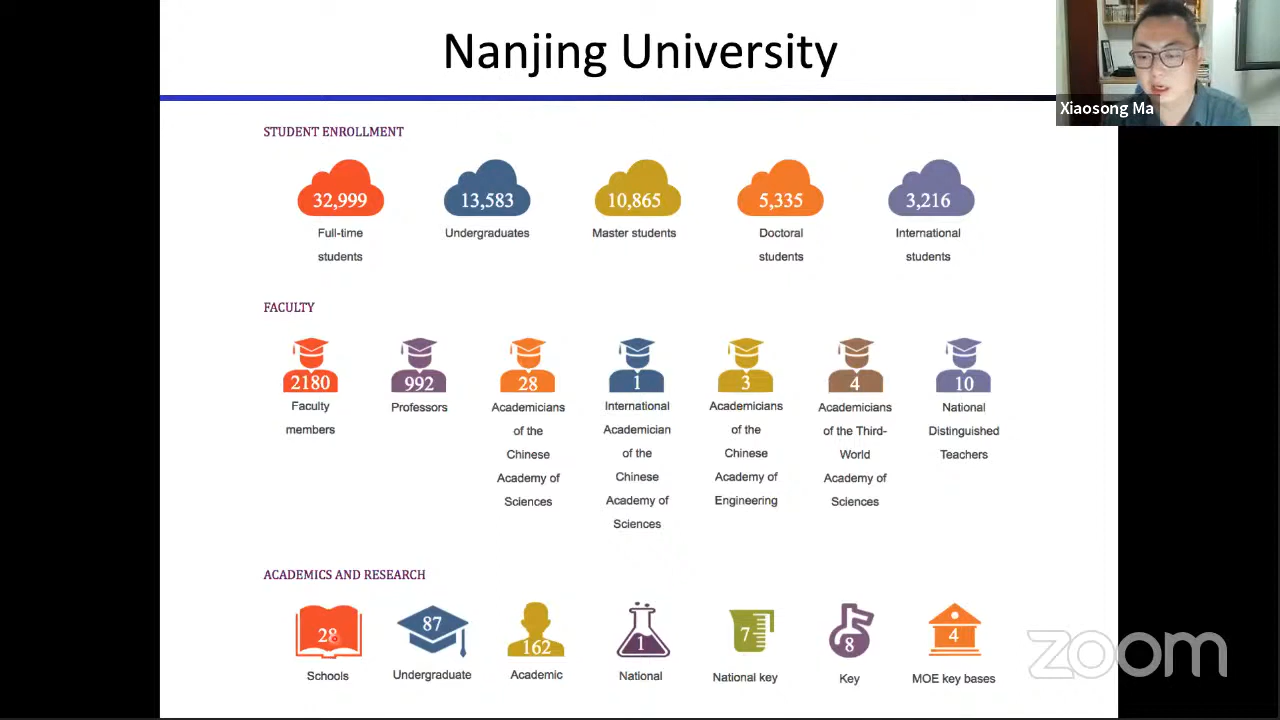 Nanjing University
Xiaosong Ma
STUDENT ENROLLMENT
32,999
13,583
10,865
5,335
3,216
Full-time
students
Undergraduates
Master students
Doctoral
students
International
students
FACULTY
2180
992
28
1
3
4
10
Faculty
members
Professors
Academicians
of the
Chinese
Academy of
Sciences
International
Academician
of the
Chinese
Academy of
Sciences
Academicians
of the
Chinese
Academy of
Engineering
Academicians
of the Third-
World
Academy of
Sciences
National
Distinguished
Teachers
ACADEMICS AND RESEARCH
28
87
162
1
7
8
4
Schools
Undergraduate
Academic
National
National key
Key
MOE key bases
zoom